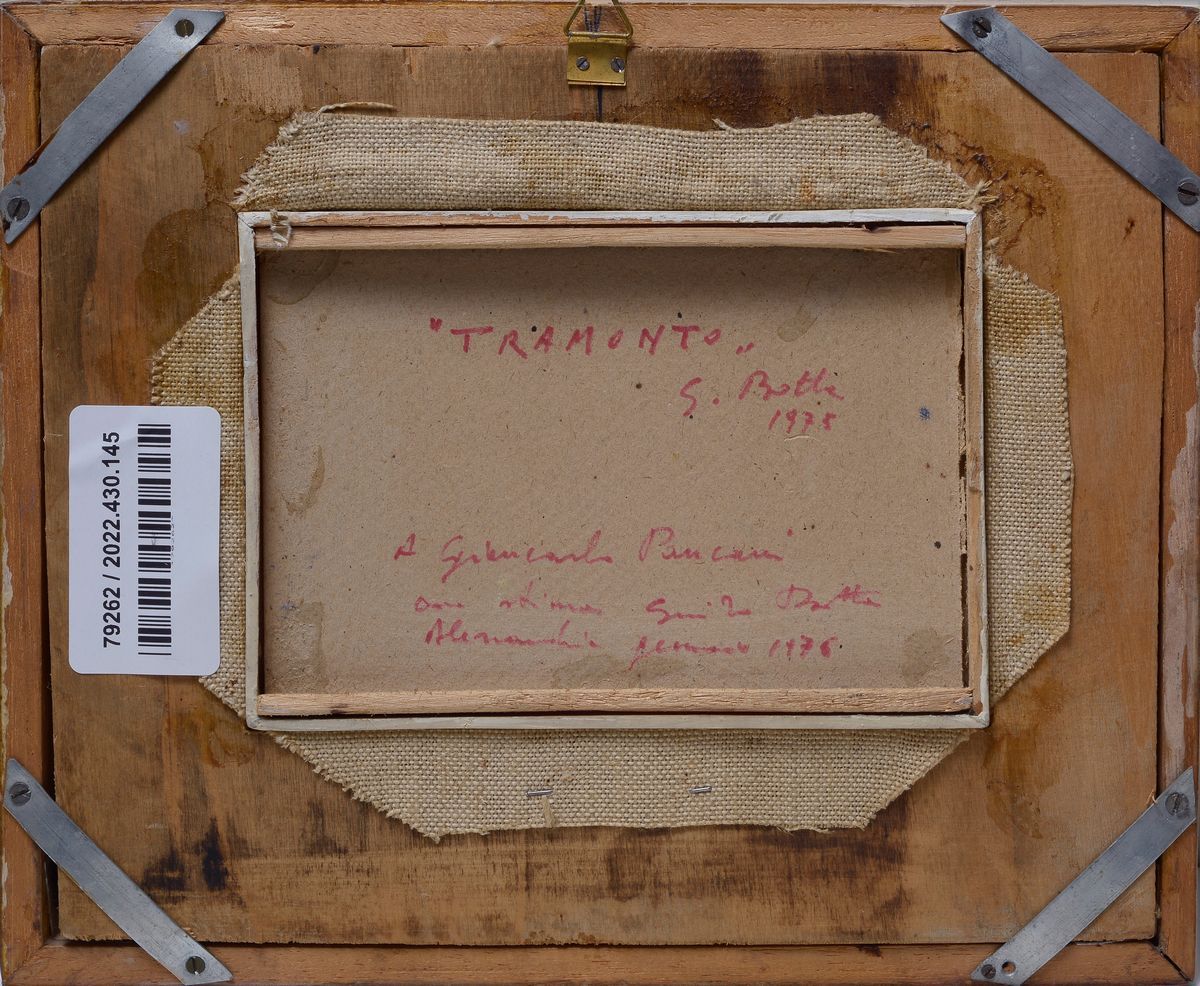 "TRAMONTO„
G. Botta
1975
A Giancarlo Pancani
con stima Guido Botta
Alessandria gennaio 1976
79262 / 2022.430.145